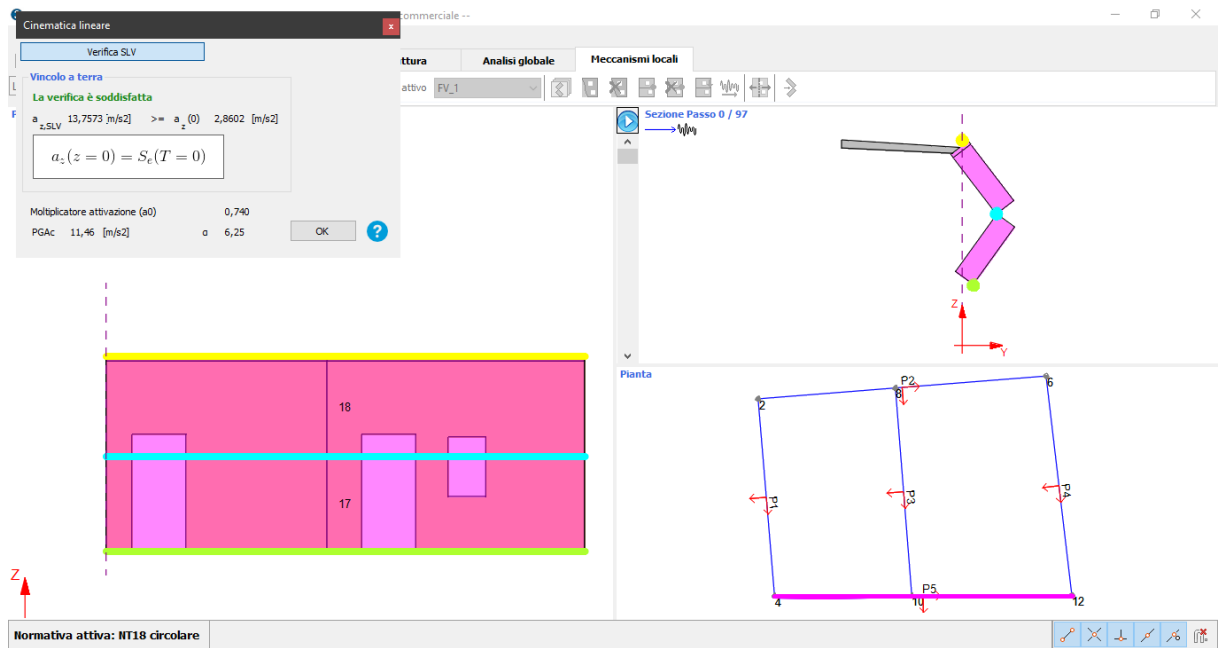 Cinematica lineare
x
commerciale --
Verifica SLV
ttura
Analisi globale
Meccanismi locali
Vincolo a terra
attivo FV_1
La verifica è soddisfatta
a z,SLV 13,7573 [m/s2] >= a z (0) 2,8602 [m/s2]
a_z(z = 0) = S_e(T = 0)
Moltiplicatore attivazione (a0) 0,740
PGAc 11,46 [m/s2] α 6,25
OK
?
Sezione Passo 0 / 97
Z
Y
18
17
Z
Pianta
2
P2
8
6
P1
P3
P4
P5
4
10
12
Normativa attiva: NT18 circolare